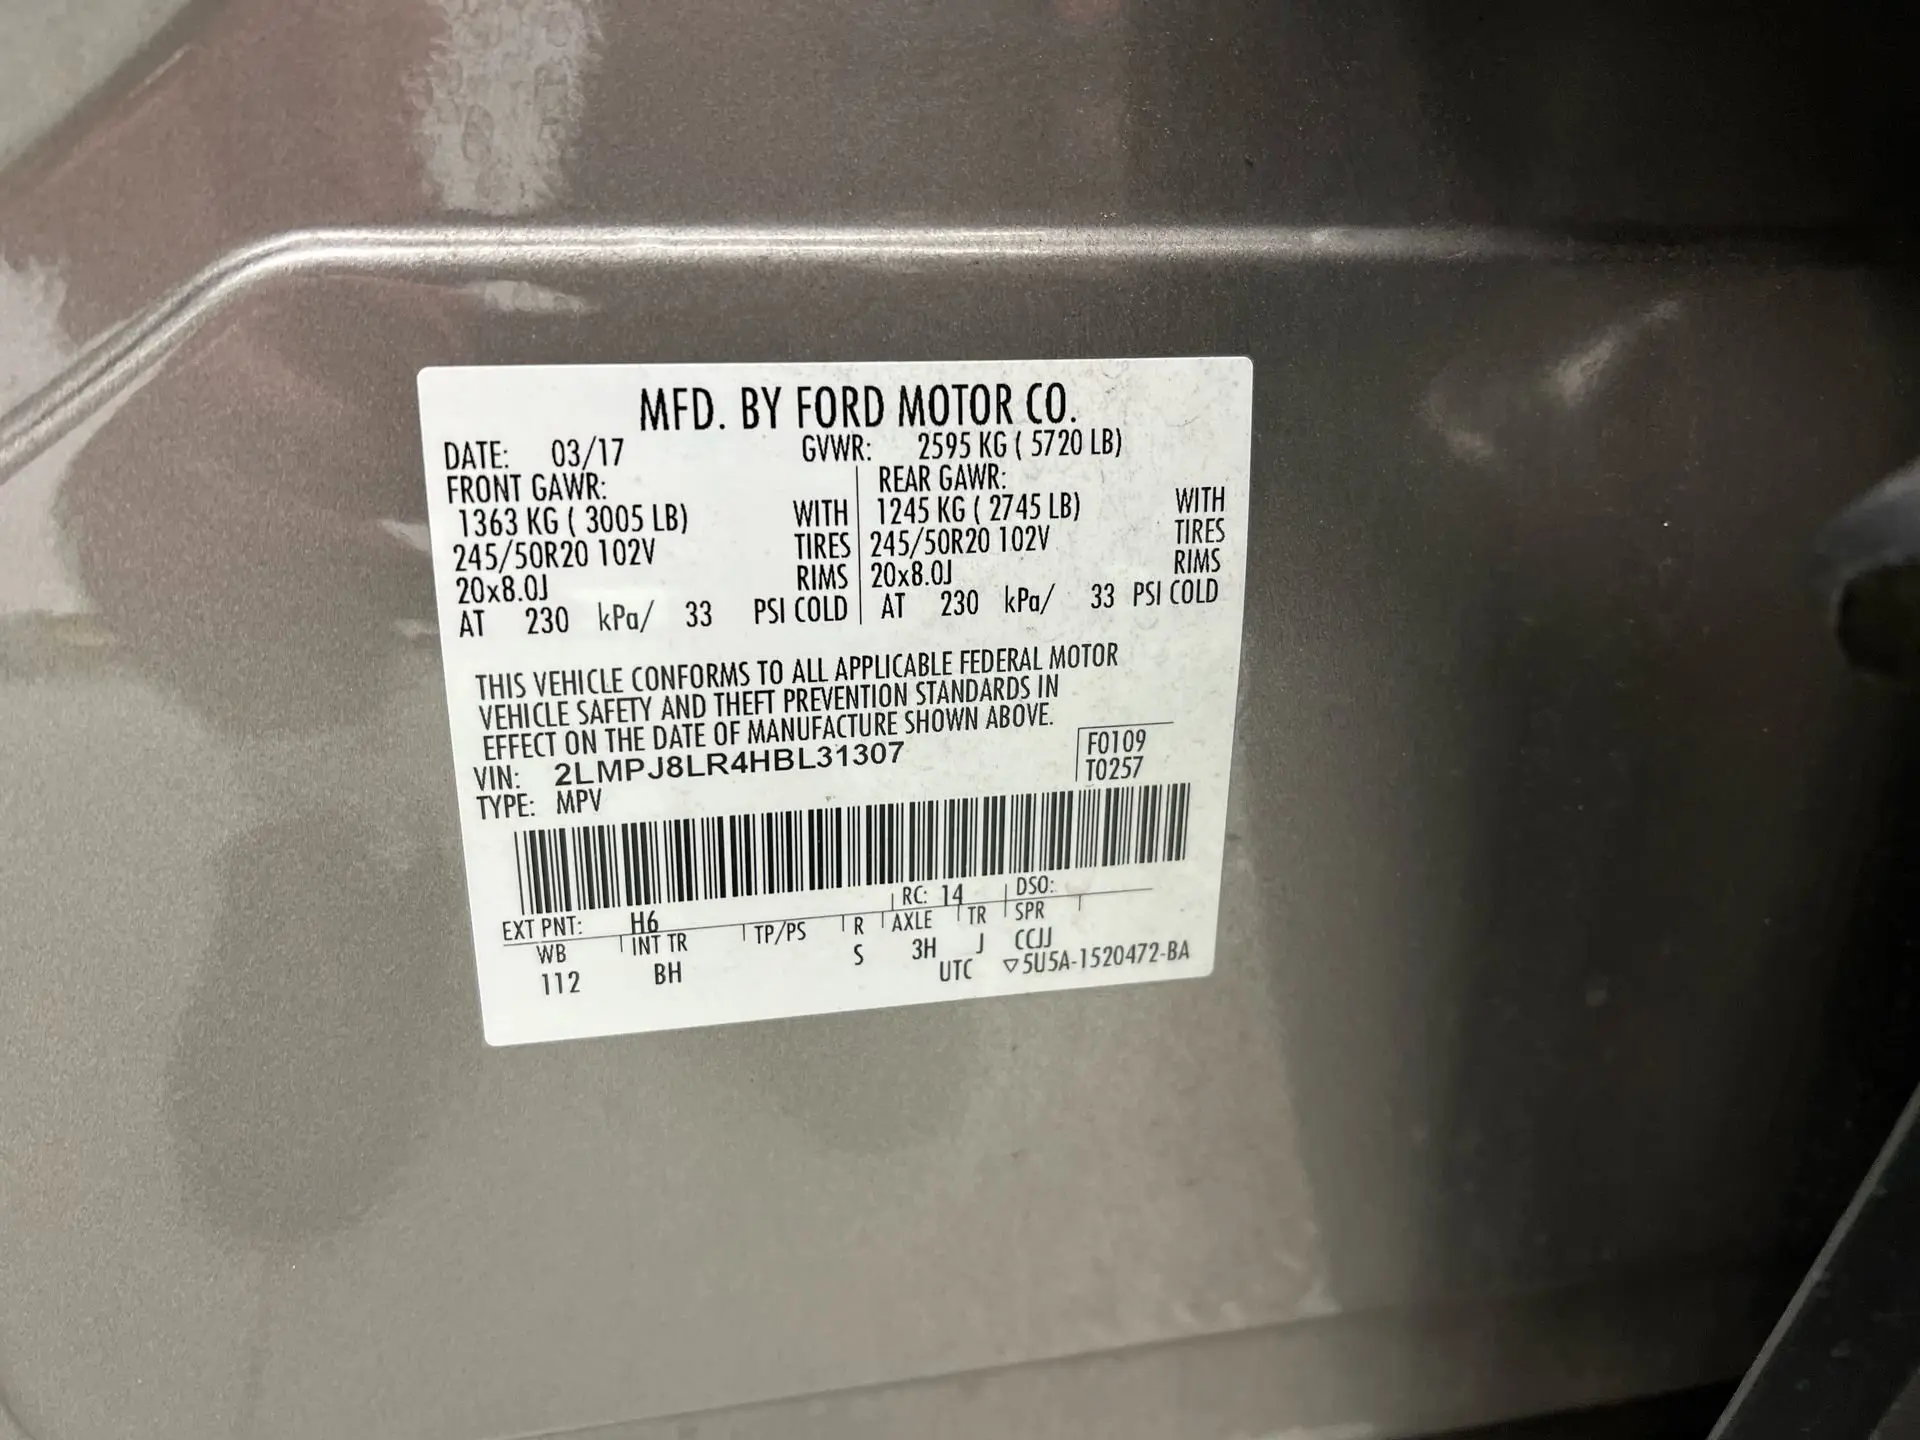 MFD. BY FORD MOTOR CO.
DATE: 03/17 GVWR: 2595 KG ( 5720 LB)
FRONT GAWR: REAR GAWR:
1363 KG ( 3005 LB) WITH 1245 KG ( 2745 LB) WITH
245/50R20 102V TIRES 245/50R20 102V TIRES
20x8.0J RIMS 20x8.0J RIMS
AT 230 kPa/ 33 PSI COLD AT 230 kPa/ 33 PSI COLD
THIS VEHICLE CONFORMS TO ALL APPLICABLE FEDERAL MOTOR
VEHICLE SAFETY AND THEFT PREVENTION STANDARDS IN
EFFECT ON THE DATE OF MANUFACTURE SHOWN ABOVE.
VIN: 2LMPJ8LR4HBL31307 F0109
TYPE: MPV T0257
EXT PNT: H6 RC: 14 DSO:
WB INT TR TP/PS R AXLE TR SPR
112 BH S 3H J CCJJ
UTC ▽5U5A-1520472-BA